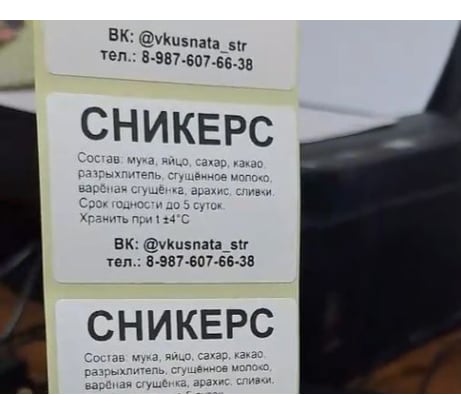 ВК: @vkusnata_str
тел.: 8-987-607-66-38
СНИКЕРС
Состав: мука, яйцо, сахар, какао,
разрыхлитель, сгущённое молоко,
варёная сгущёнка, арахис, сливки.
Срок годности до 5 суток.
Хранить при t ±4°С
ВК: @vkusnata_str
тел.: 8-987-607-66-38
СНИКЕРС
Состав: мука, яйцо, сахар, какао,
разрыхлитель, сгущённое молоко,
варёная сгущёнка, арахис, сливки.